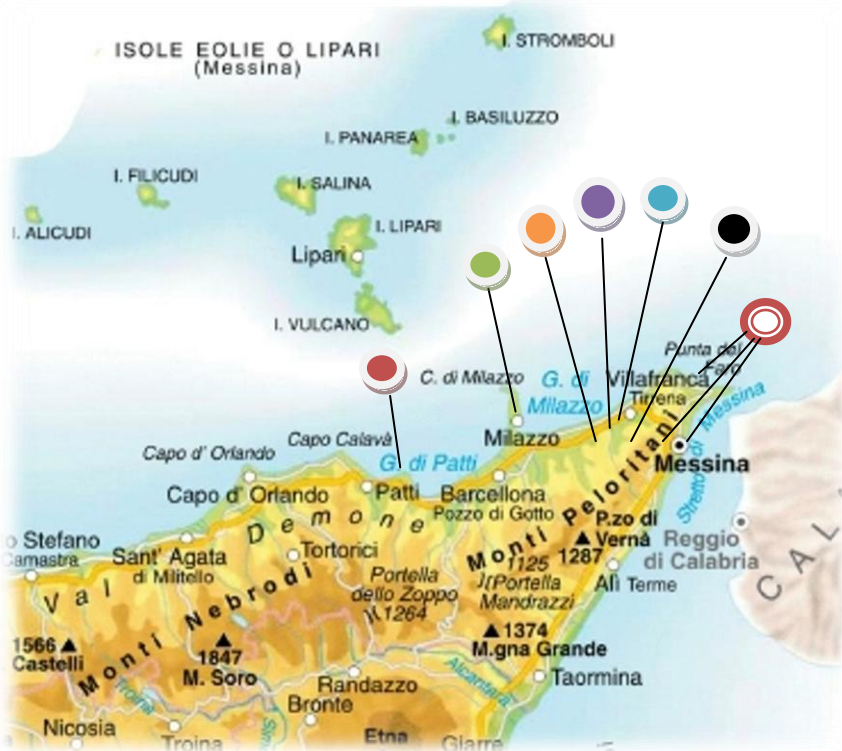 ISOLE EOLIE O LIPARI
(Messina)
I. STROMBOLI
I. BASILUZZO
I. PANAREA
I. FILICUDI
I. SALINA
I. ALICUDI
I. LIPARI
Lipari
I. VULCANO
Punta del
Faro
C. di Milazzo
G. di
Milazzo
Villafranca
Tirrena
Stretto di Messina
Milazzo
Capo Calavà
Capo d' Orlando
G. di Patti
Messina
Capo d' Orlando
Patti
Barcellona
Pozzo di Gotto
Monti Peloritani
P.zo di
Vernà
1287
Reggio
di Calabria
CAL
o Stefano
Camastra
Sant' Agata
di Militello
Val Demone
Tortorici
1125
Portella
Mandrazzi
Portella
dello Zoppo
1264
Alì Terme
Monti Nebrodi
1566
Castelli
1847
M. Soro
1374
M.gna Grande
Alcantara
Taormina
Randazzo
Bronte
Troina
Nicosia
Troina
Etna
Giarre